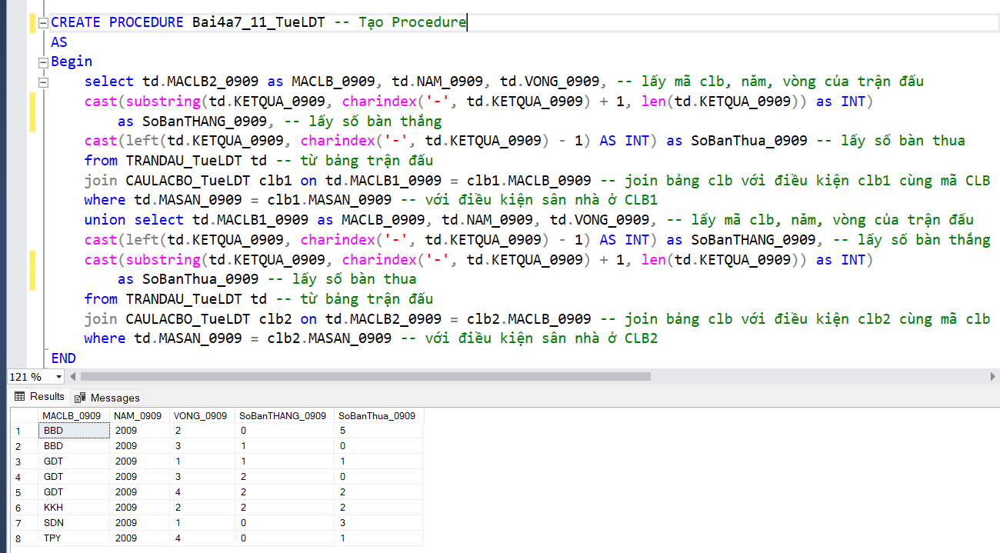 CREATE PROCEDURE Bai4a7_11_TueLDT -- Tạo Procedure
AS
Begin
select td.MACLB2_0909 as MACLB_0909, td.NAM_0909, td.VONG_0909, -- lấy mã clb, năm, vòng của trận đấu
cast(substring(td.KETQUA_0909, charindex('-', td.KETQUA_0909) + 1, len(td.KETQUA_0909)) as INT)
as SoBanTHANG_0909, -- lấy số bàn thắng
cast(left(td.KETQUA_0909, charindex('-', td.KETQUA_0909) - 1) AS INT) as SoBanThua_0909 -- lấy số bàn thua
from TRANDAU_TueLDT td -- từ bảng trận đấu
join CAULACBO_TueLDT clb1 on td.MACLB1_0909 = clb1.MACLB_0909 -- join bảng clb với điều kiện clb1 cùng mã CLB
where td.MASAN_0909 = clb1.MASAN_0909 -- với điều kiện sân nhà ở CLB1
union select td.MACLB1_0909 as MACLB_0909, td.NAM_0909, td.VONG_0909, -- lấy mã clb, năm, vòng của trận đấu
cast(left(td.KETQUA_0909, charindex('-', td.KETQUA_0909) - 1) AS INT) as SoBanTHANG_0909, -- lấy số bàn thắng
cast(substring(td.KETQUA_0909, charindex('-', td.KETQUA_0909) + 1, len(td.KETQUA_0909)) as INT)
as SoBanThua_0909 -- lấy số bàn thua
from TRANDAU_TueLDT td -- từ bảng trận đấu
join CAULACBO_TueLDT clb2 on td.MACLB2_0909 = clb2.MACLB_0909 -- join bảng clb với điều kiện clb2 cùng mã clb
where td.MASAN_0909 = clb2.MASAN_0909 -- với điều kiện sân nhà ở CLB2
END
121 %
Results Messages
MACLB_0909 NAM_0909 VONG_0909 SoBanTHANG_0909 SoBanThua_0909
1 BBD 2009 2 0 5
2 BBD 2009 3 1 0
3 GDT 2009 1 1 1
4 GDT 2009 3 2 0
5 GDT 2009 4 2 2
6 KKH 2009 2 2 2
7 SDN 2009 1 0 3
8 TPY 2009 4 0 1